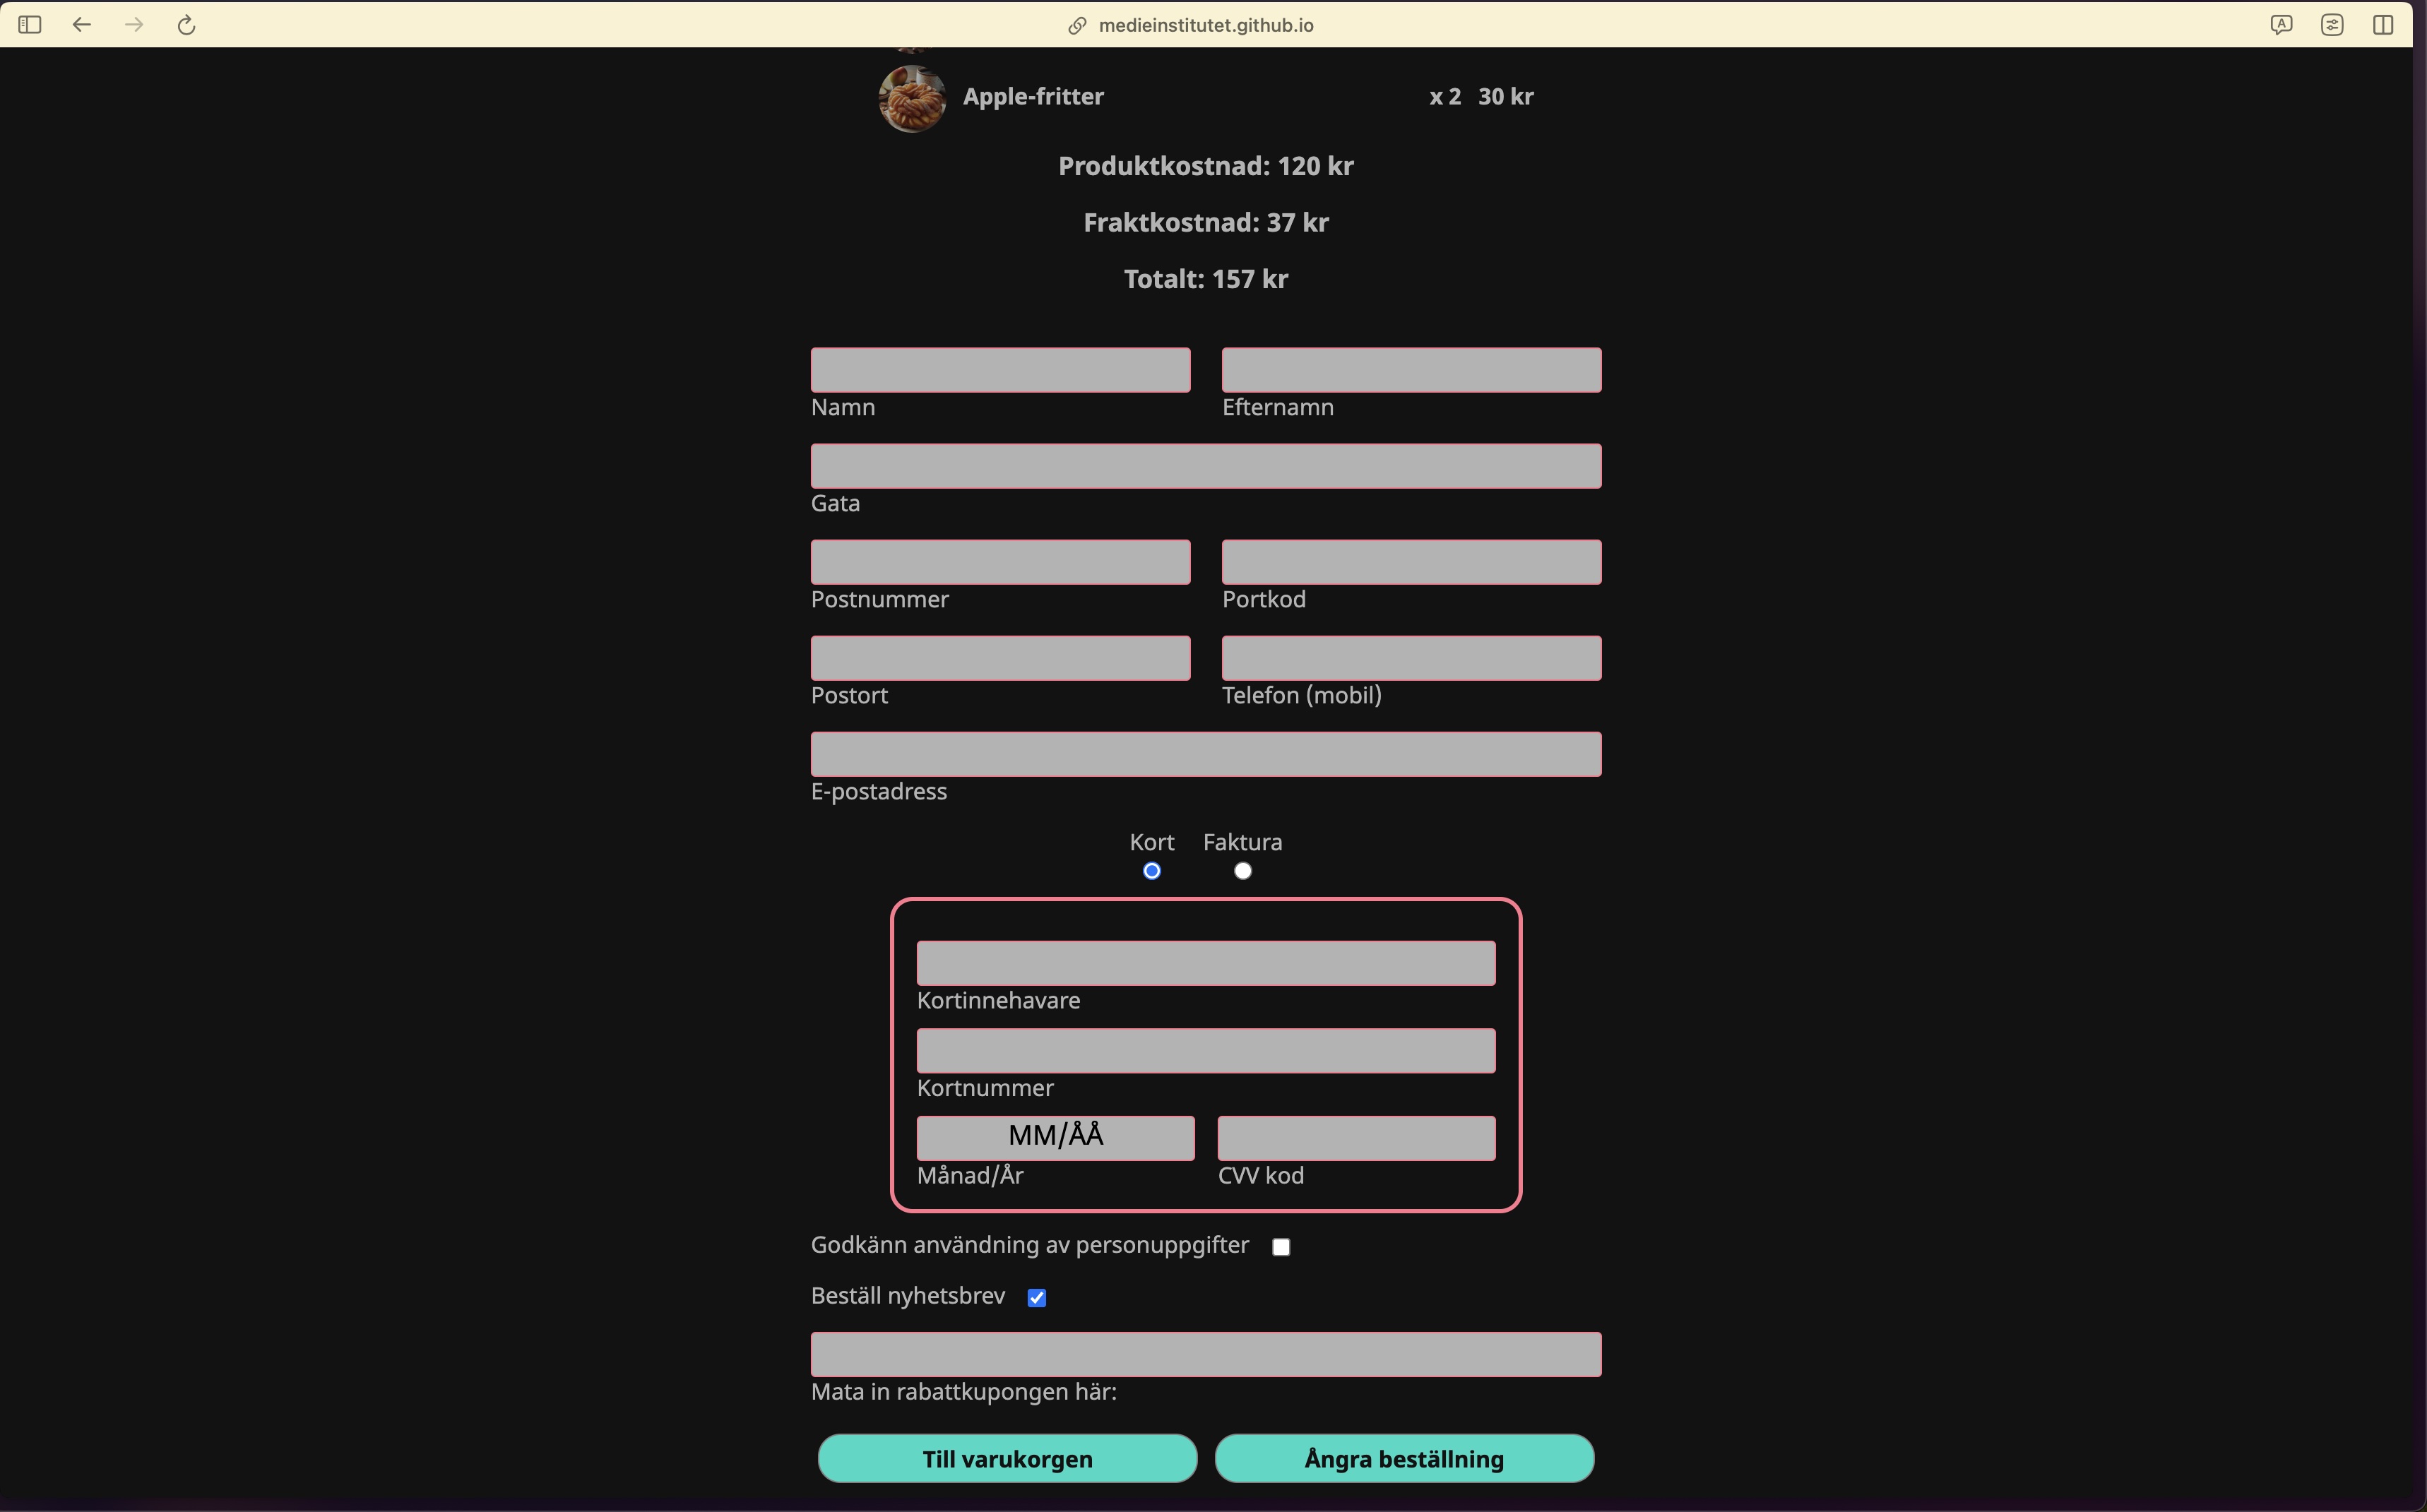 medieinstitutet.github.io
Apple-fritter x 2 30 kr
Produktkostnad: 120 kr
Fraktkostnad: 37 kr
Totalt: 157 kr
Namn Efternamn
Gata
Postnummer Portkod
Postort Telefon (mobil)
E-postadress
Kort Faktura
Kortinnehavare
Kortnummer
MM/ÅÅ
Månad/År CVV kod
Godkänn användning av personuppgifter
Beställ nyhetsbrev
Mata in rabattkupongen här:
Till varukorgen Ångra beställning